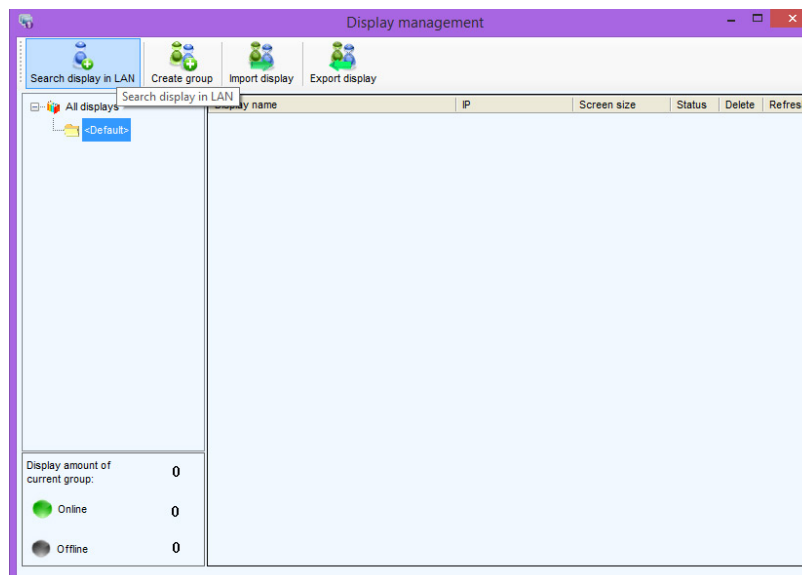 Display management
Search display in LAN
Create group
Import display
Export display
Search display in LAN
All displays
<Default>
IP
Screen size
Status
Delete
name
Display amount of
current group:
0
Online
0
Offline
0